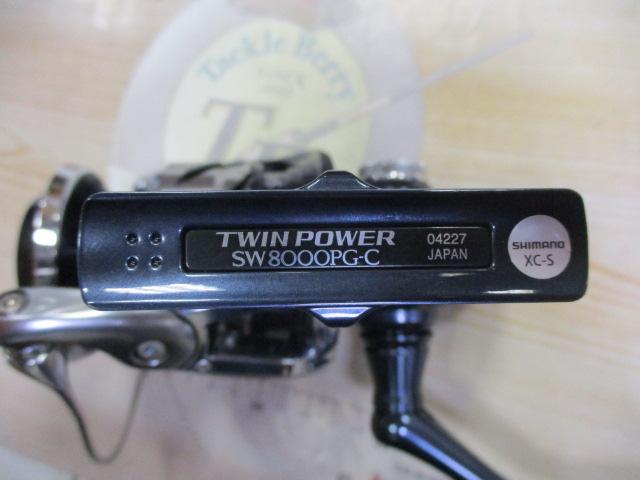 Tackle Berry
T
TWIN POWER
SW8000PG-C
04227
JAPAN
SHIMANO
XC-S